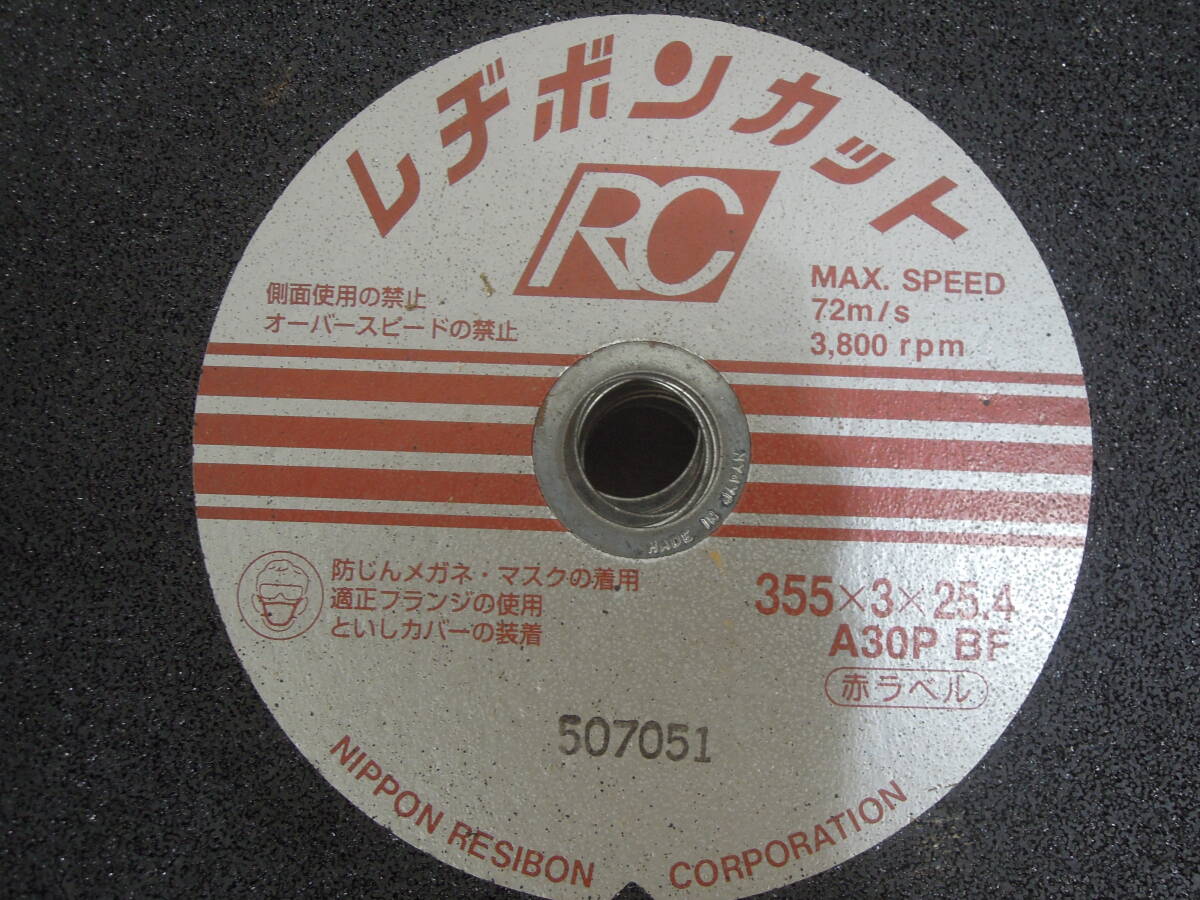 レヂボンカット
RC
MAX. SPEED
72m/s
3,800 rpm
側面使用の禁止
オーバースピードの禁止
防じんメガネ・マスクの着用
適正フランジの使用
といしカバーの装着
355×3×25.4
A30P BF
赤ラベル
507051
NIPPON RESIBON CORPORATION